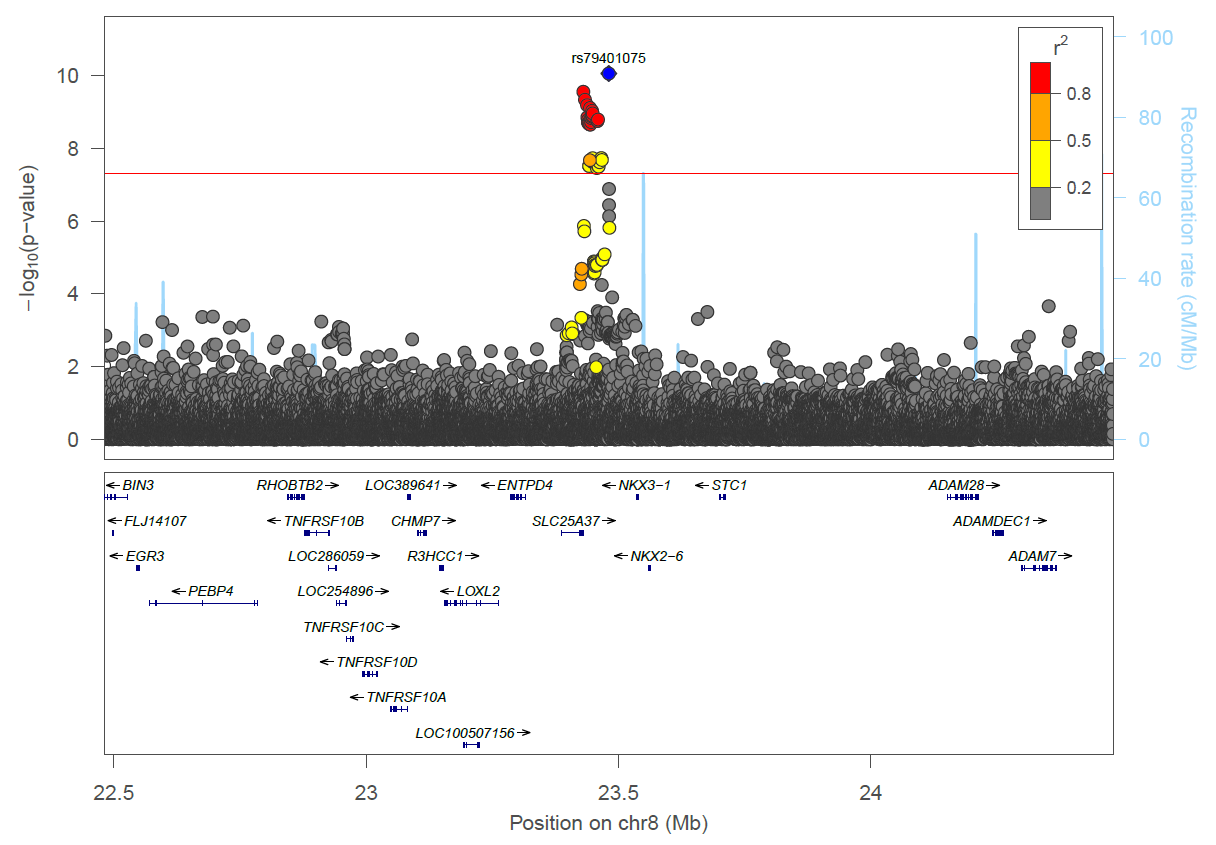 rs79401075
r2
0.8
0.5
0.2
10
8
6
4
2
0
−log10(p−value)
100
80
60
40
20
0
Recombination rate (cM/Mb)
BIN3 RHOBTB2 LOC389641 ENTPD4 NKX3−1 STC1 ADAM28
FLJ14107 TNFRSF10B CHMP7 SLC25A37 ADAMDEC1
EGR3 LOC286059 R3HCC1 NKX2−6 ADAM7
PEBP4 LOC254896 LOXL2
TNFRSF10C
TNFRSF10D
TNFRSF10A
LOC100507156
22.5 23 23.5 24
Position on chr8 (Mb)